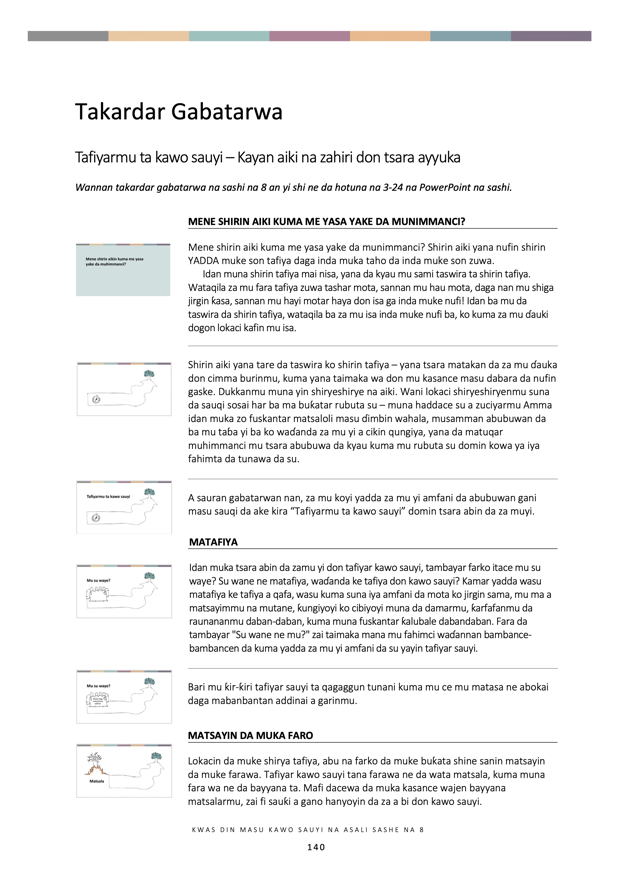 Takardar Gabatarwa
Tafiyarmu ta kawo sauyi – Kayan aiki na zahiri don tsara ayyuka
Wannan takardar gabatarwa na sashi na 8 an yi shi ne da hotuna na 3-24 na PowerPoint na sashi.
MENE SHIRIN AIKI KUMA ME YASA YAKE DA MUNIMMANCI?
Mene shirin aikin kuma me yasa
yake da muhimmanci?
Mene shirin aiki kuma me yasa yake da munimmanci? Shirin aiki yana nufin shirin
YADDA muke son tafiya daga inda muka taho da inda muke son zuwa.
Idan muna shirin tafiya mai nisa, yana da kyau mu sami taswira ta shirin tafiya.
Wataqila za mu fara tafiya zuwa tashar mota, sannan mu hau mota, daga nan mu shiga
jirgin ƙasa, sannan mu hayi motar haya don isa ga inda muke nufi! Idan ba mu da
taswira da shirin tafiya, wataqila ba za mu isa inda muke nufi ba, ko kuma za mu ɗauki
dogon lokaci kafin mu isa.
Shirin aiki yana tare da taswira ko shirin tafiya – yana tsara matakan da za mu ɗauka
don cimma burinmu, kuma yana taimaka wa don mu kasance masu dabara da nufin
gaske. Dukkanmu muna yin shiryeshirye na aiki. Wani lokaci shiryeshiryenmu suna
da sauqi sosai har ba ma buƙatar rubuta su – muna haddace su a zuciyarmu Amma
idan muka zo fuskantar matsaloli masu ɗimbin wahala, musamman abubuwan da
ba mu taɓa yi ba ko waɗanda za mu yi a cikin qungiya, yana da matuqar
muhimmanci mu tsara abubuwa da kyau kuma mu rubuta su domin kowa ya iya
fahimta da tunawa da su.
Tafiyarmu ta kawo sauyi
A sauran gabatarwan nan, za mu koyi yadda za mu yi amfani da abubuwan gani
masu sauqi da ake kira “Tafiyarmu ta kawo sauyi” domin tsara abin da za muyi.
MATAFIYA
Mu su waye?
Idan muka tsara abin da zamu yi don tafiyar kawo sauyi, tambayar farko itace mu su
waye? Su wane ne matafiya, waɗanda ke tafiya don kawo sauyi? Kamar yadda wasu
matafiya ke tafiya a qafa, wasu kuma suna iya amfani da mota ko jirgin sama, mu ma a
matsayimmu na mutane, ƙungiyoyi ko cibiyoyi muna da damarmu, ƙarfafanmu da
raunananmu daban-daban, kuma muna fuskantar ƙalubale dabandaban. Fara da
tambayar "Su wane ne mu?" zai taimaka mana mu fahimci waɗannan bambance-
bambancen da kuma yadda za mu yi amfani da su yayin tafiyar sauyi.
Mu su waye?
Bari mu ƙir-ƙiri tafiyar sauyi ta qagaggun tunani kuma mu ce mu matasa ne abokai
daga mabanbantan addinai a garinmu.
MATSAYIN DA MUKA FARO
Matsala
Lokacin da muke shirya tafiya, abu na farko da muke bukata shine sanin matsayin
da muke farawa. Tafiyar kawo sauyi tana farawa ne da wata matsala, kuma muna
fara wa ne da bayyana ta. Mafi dacewa da muka kasance wajen bayyana
matsalarmu, zai fi sauƙi a gano hanyoyin da za a bi don kawo sauyi.
KWAS DIN MASU KAWO SAUYI NA ASALI SASHE NA 8
140